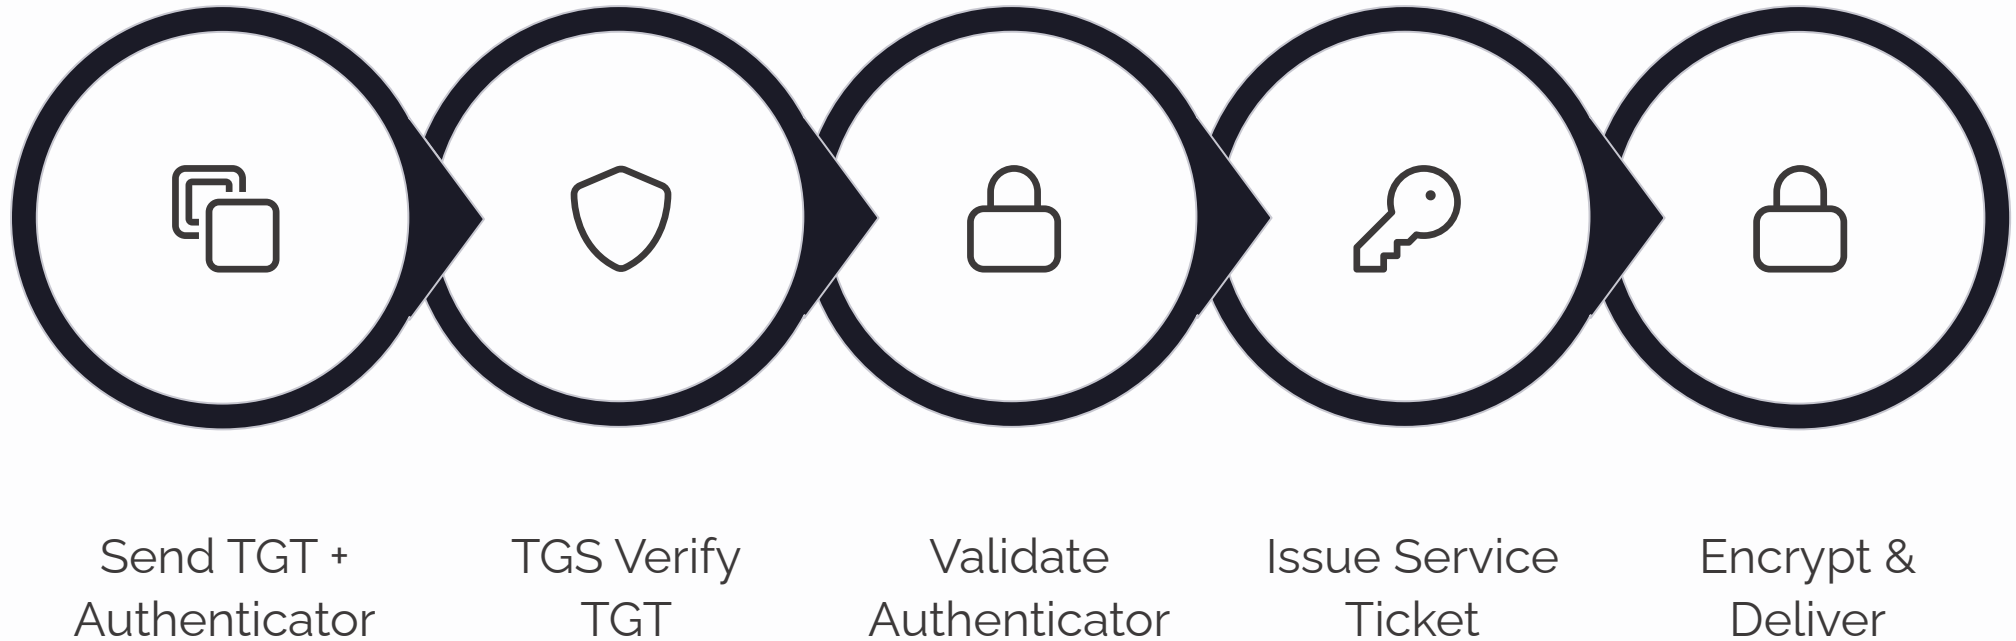 Send TGT +
Authenticator
TGS Verify
TGT
Validate
Authenticator
Issue Service
Ticket
Encrypt &
Deliver